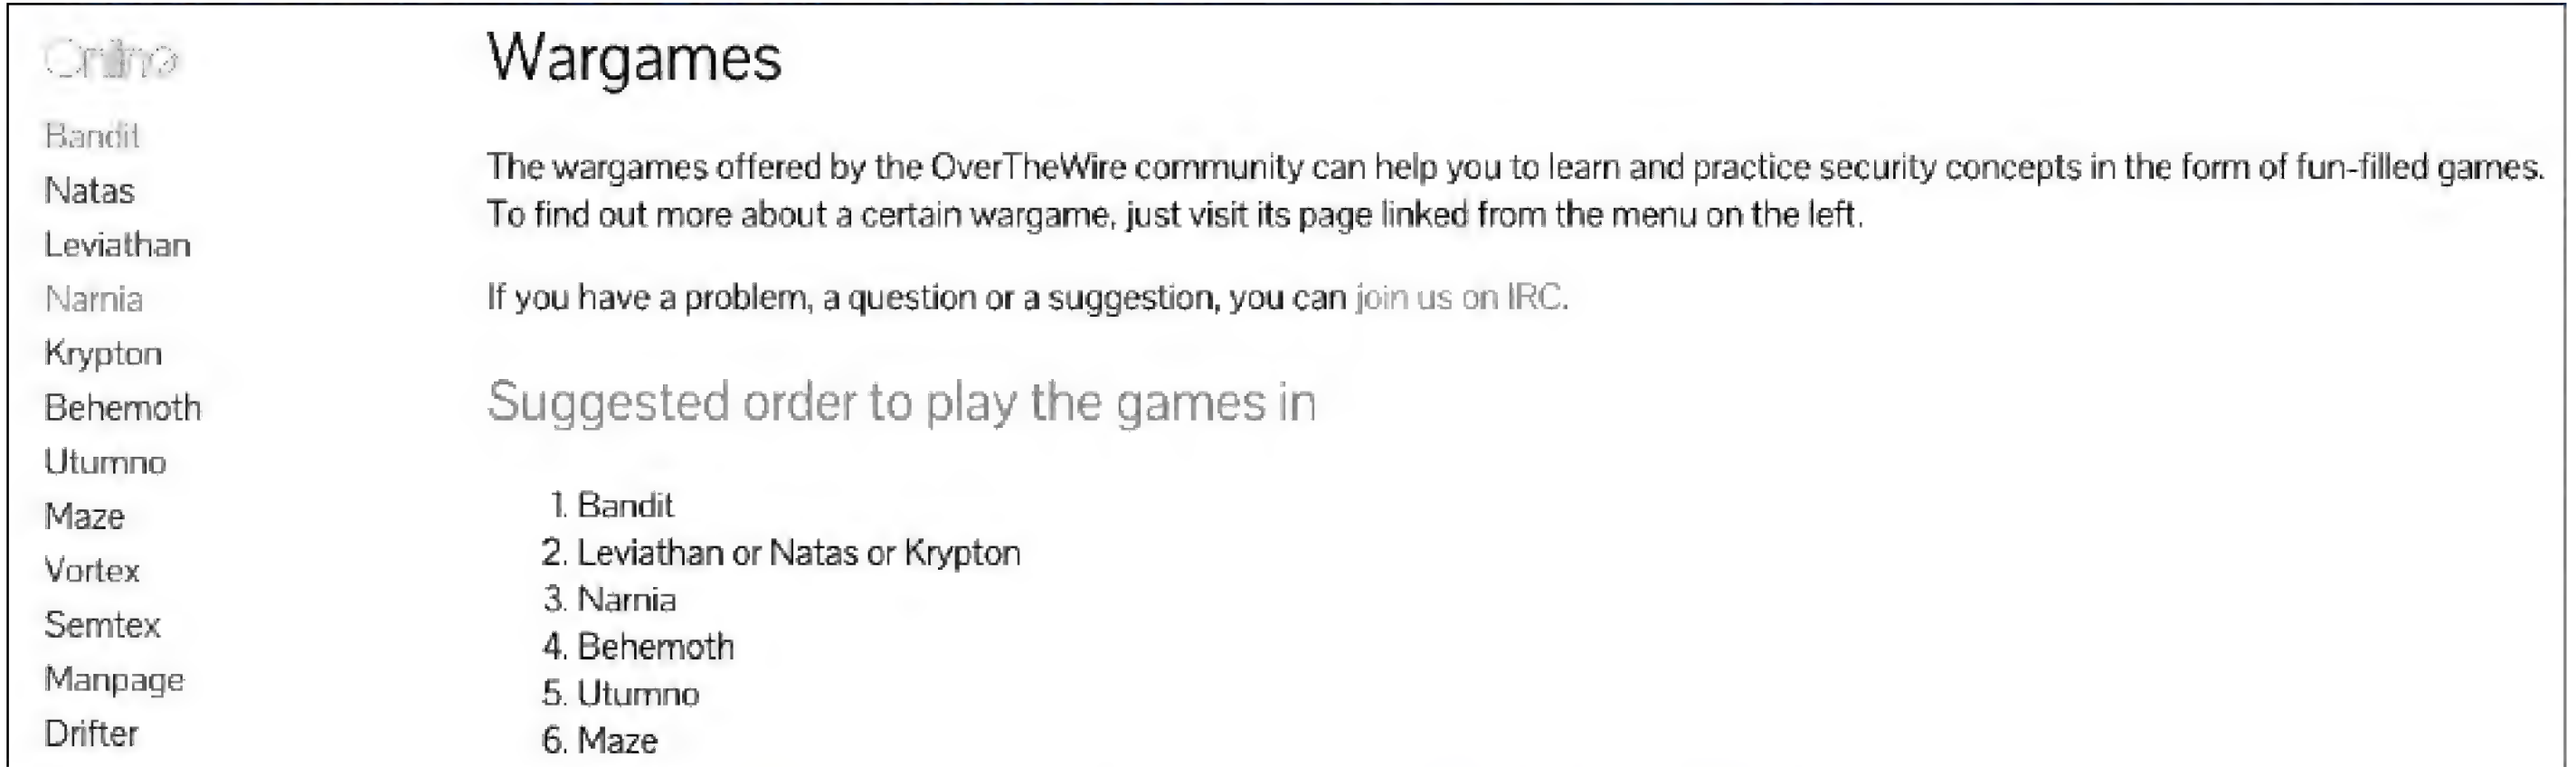 Online
Bandit
Natas
Leviathan
Narnia
Krypton
Behemoth
Utumno
Maze
Vortex
Semtex
Manpage
Drifter
Wargames
The wargames offered by the OverTheWire community can help you to learn and practice security concepts in the form of fun-filled games.
To find out more about a certain wargame, just visit its page linked from the menu on the left.
If you have a problem, a question or a suggestion, you can join us on IRC.
Suggested order to play the games in
1. Bandit
2. Leviathan or Natas or Krypton
3. Narnia
4. Behemoth
5. Utumno
6. Maze